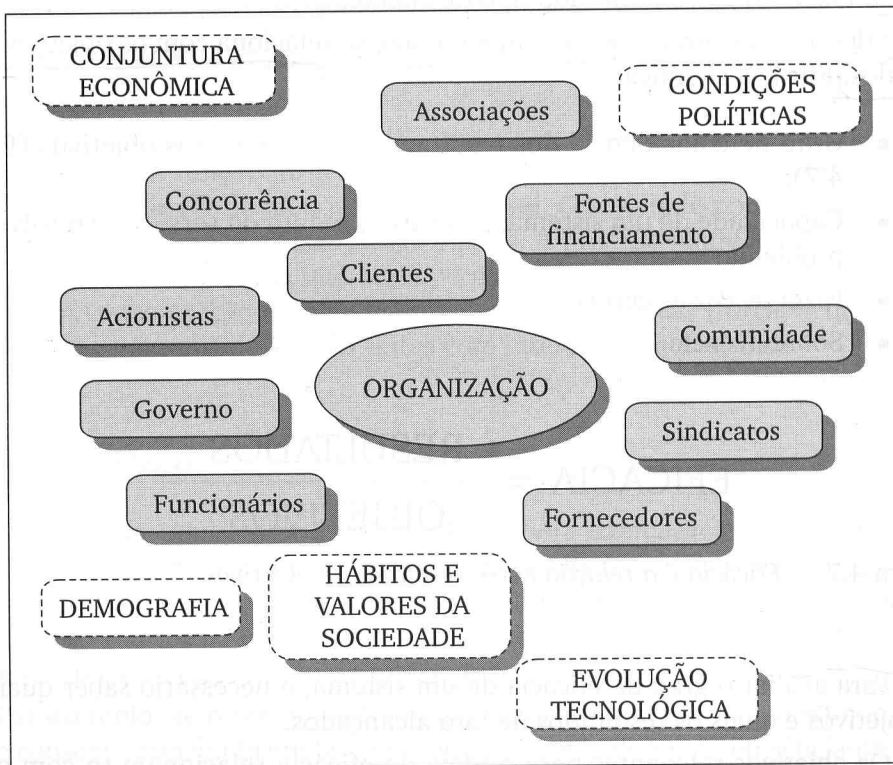 CONJUNTURA
ECONÔMICA
Associações
CONDIÇÕES
POLÍTICAS
Concorrência
Fontes de
financiamento
Clientes
Acionistas
Comunidade
ORGANIZAÇÃO
Governo
Sindicatos
Funcionários
Fornecedores
DEMOGRAFIA
HÁBITOS E
VALORES DA
SOCIEDADE
EVOLUÇÃO
TECNOLÓGICA